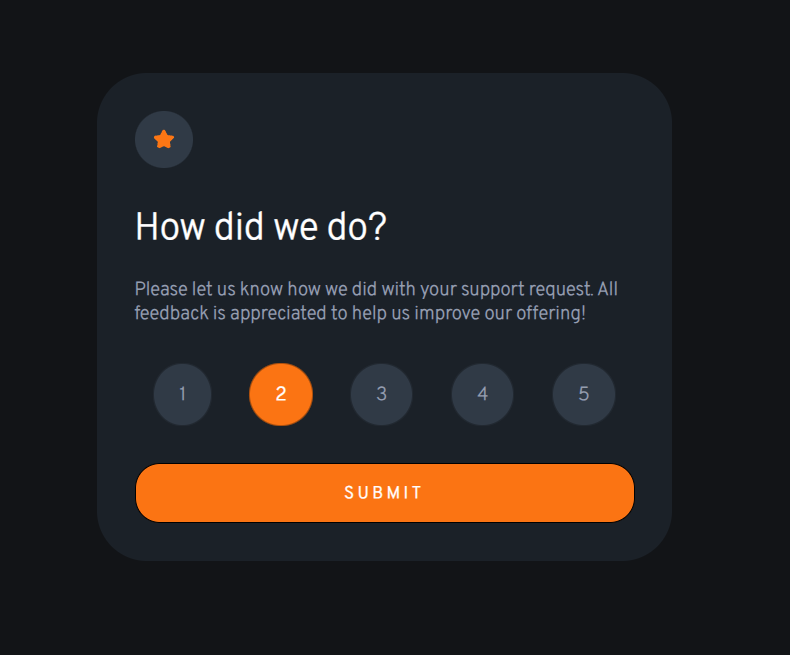 How did we do?
Please let us know how we did with your support request. All
feedback is appreciated to help us improve our offering!
1 2 3 4 5
SUBMIT